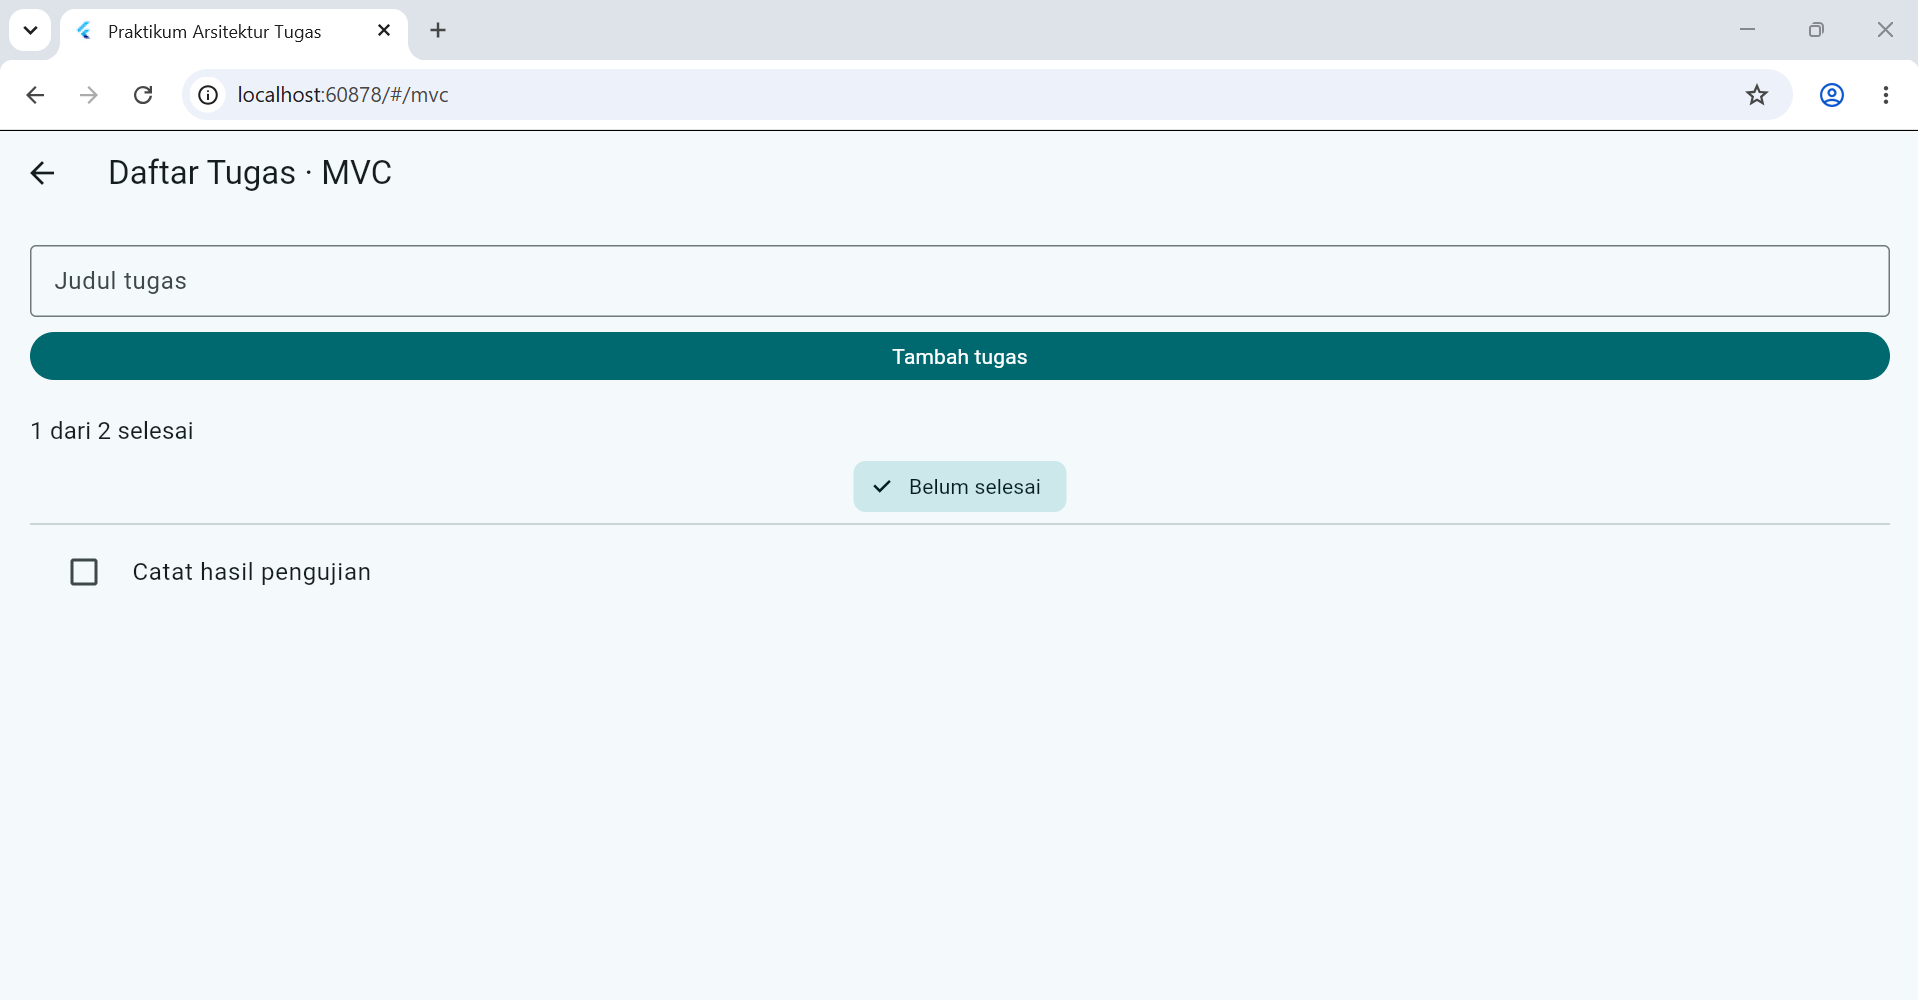 Praktikum Arsitektur Tugas
localhost:60878/#/mvc
Daftar Tugas · MVC
Judul tugas
Tambah tugas
1 dari 2 selesai
Belum selesai
Catat hasil pengujian